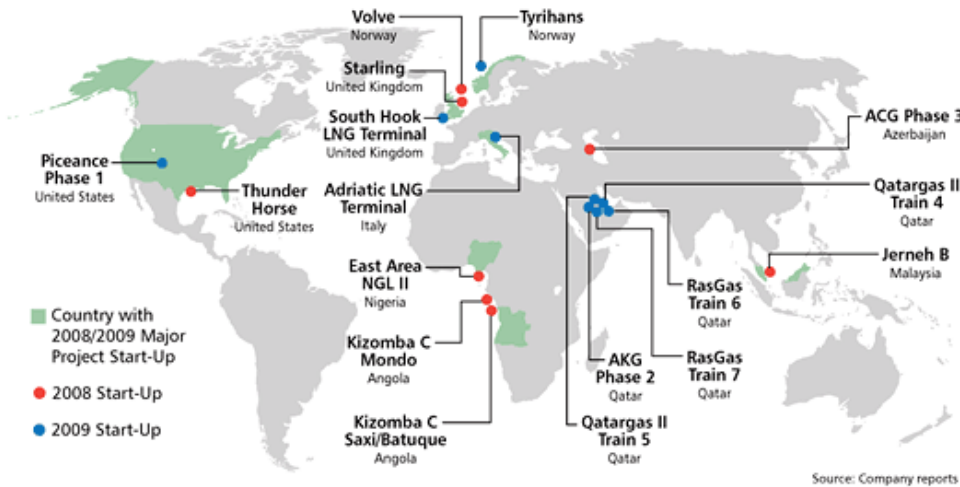 Volve
Norway
Tyrihans
Norway
Starling
United Kingdom
South Hook
LNG Terminal
United Kingdom
ACG Phase 3
Azerbaijan
Piceance
Phase 1
United States
Thunder
Horse
United States
Adriatic LNG
Terminal
Italy
Qatargas II
Train 4
Qatar
East Area
NGL II
Nigeria
Jerneh B
Malaysia
RasGas
Train 6
Qatar
Country with
2008/2009 Major
Project Start-Up
2008 Start-Up
2009 Start-Up
Kizomba C
Mondo
Angola
AKG
Phase 2
Qatar
RasGas
Train 7
Qatar
Kizomba C
Saxi/Batuque
Angola
Qatargas II
Train 5
Qatar
Source: Company reports